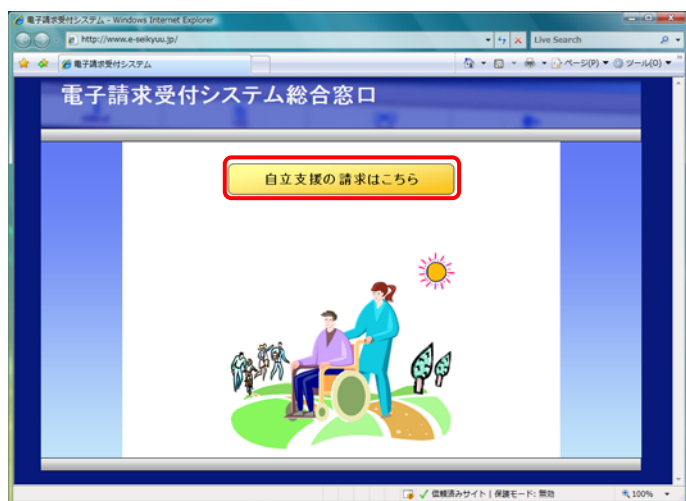 電子請求受付システム - Windows Internet Explorer
http://www.e-seikyuu.jp/
Live Search
電子請求受付システム
ページ(P)
ツール(O)
電子請求受付システム総合窓口
自立支援の請求はこちら
信頼済みサイト | 保護モード: 無効
100%